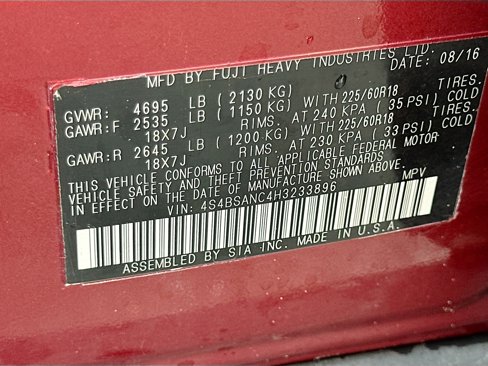 MFD BY FUJI HEAVY INDUSTRIES LTD.
DATE: 08/16
GVWR: 4695 LB (2130 KG)
GAWR:F 2535 LB (1150 KG) WITH 225/60R18 TIRES.
18X7J RIMS. AT 240 KPA (35 PSI) COLD
GAWR:R 2645 LB (1200 KG) WITH 225/60R18 TIRES.
18X7J RIMS. AT 230 KPA (33 PSI) COLD
THIS VEHICLE CONFORMS TO ALL APPLICABLE FEDERAL MOTOR
VEHICLE SAFETY AND THEFT PREVENTION STANDARDS
IN EFFECT ON THE DATE OF MANUFACTURE SHOWN ABOVE.
VIN: 4S4BSANC4H3233896 MPV
ASSEMBLED BY SIA INC. MADE IN U.S.A.